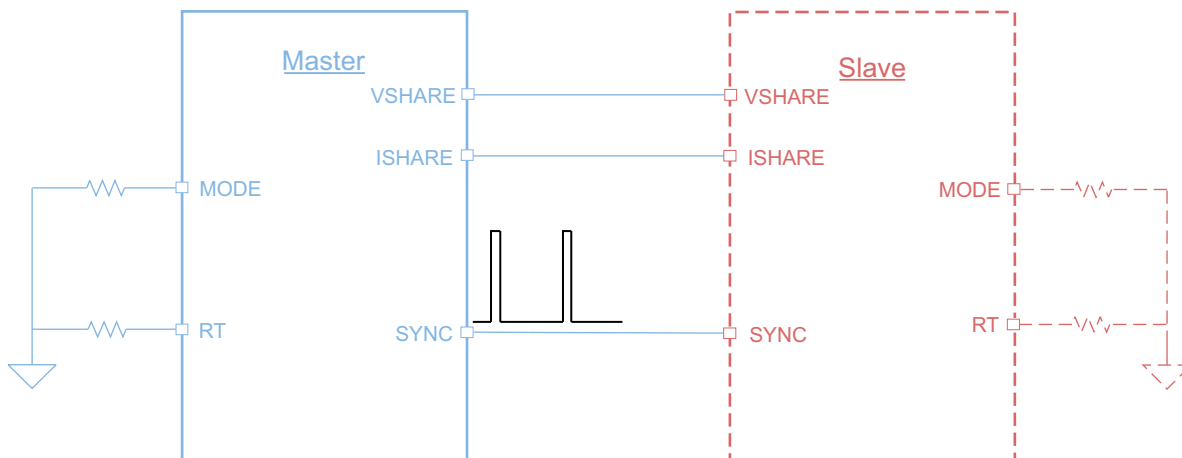 Master
VSHARE
ISHARE
MODE
RT
SYNC
Slave
VSHARE
ISHARE
MODE
RT
SYNC